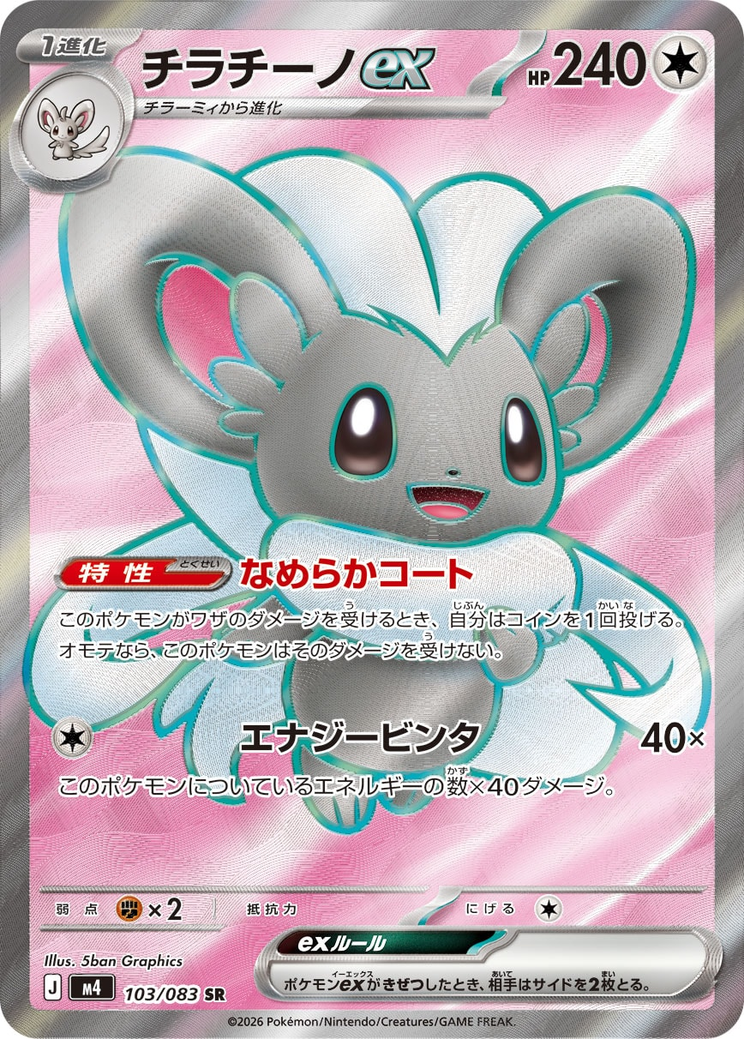 1進化
チラチーノex
HP240
チラーミィから進化
特性 とくせい なめらかコート
このポケモンがワザのダメージを受けるとき、自分はコインを1回投げる。
オモテなら、このポケモンはそのダメージを受けない。
エナジービンタ 40×
このポケモンについているエネルギーの数×40ダメージ。
弱点 ×2 抵抗力 にげる
exルール
ポケモンexがきぜつしたとき、相手はサイドを2枚とる。
Illus. 5ban Graphics
J M4 103/083 SR
©2026 Pokémon/Nintendo/Creatures/GAME FREAK.